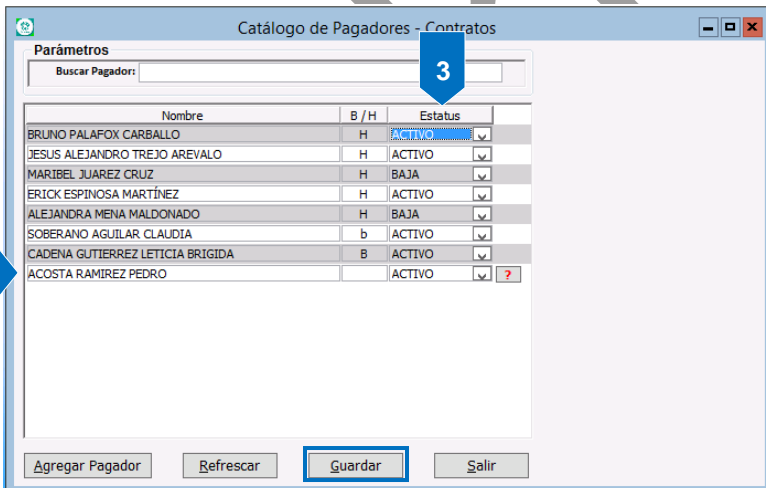 Catálogo de Pagadores - Contratos
Parámetros
Buscar Pagador:
3
Nombre B / H Estatus
BRUNO PALAFOX CARBALLO H ACTIVO
JESUS ALEJANDRO TREJO AREVALO H ACTIVO
MARIBEL JUAREZ CRUZ H BAJA
ERICK ESPINOSA MARTÍNEZ H ACTIVO
ALEJANDRA MENA MALDONADO H BAJA
SOBERANO AGUILAR CLAUDIA b ACTIVO
CADENA GUTIERREZ LETICIA BRIGIDA B ACTIVO
ACOSTA RAMIREZ PEDRO ACTIVO ?
Agregar Pagador Refrescar Guardar Salir